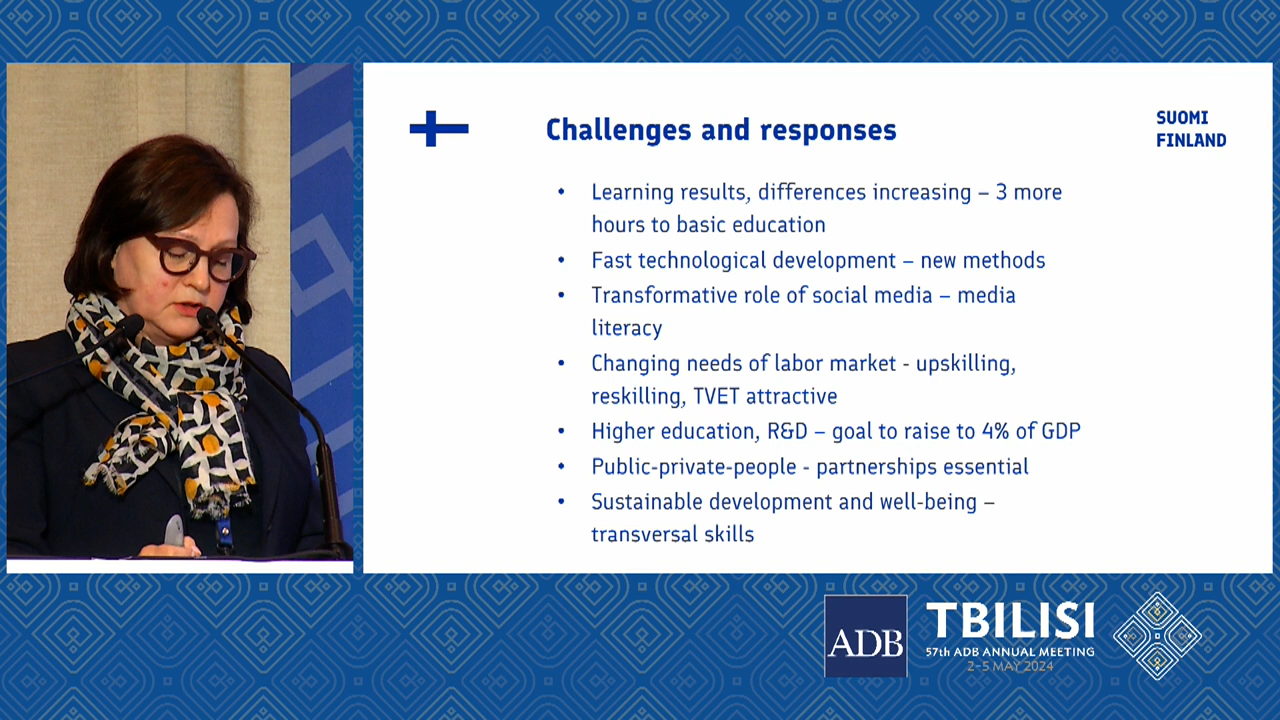 Challenges and responses
SUOMI
FINLAND
• Learning results, differences increasing – 3 more
hours to basic education
• Fast technological development – new methods
• Transformative role of social media – media
literacy
• Changing needs of labor market - upskilling,
reskilling, TVET attractive
• Higher education, R&D – goal to raise to 4% of GDP
• Public-private-people - partnerships essential
• Sustainable development and well-being –
transversal skills
ADB
TBILISI
57th ADB ANNUAL MEETING
2-5 MAY 2024